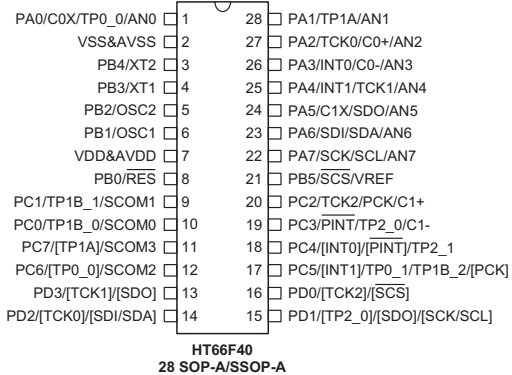 PA0/C0X/TP0_0/AN0 1 28 PA1/TP1A/AN1
VSS&AVSS 2 27 PA2/TCK0/C0+/AN2
PB4/XT2 3 26 PA3/INT0/C0-/AN3
PB3/XT1 4 25 PA4/INT1/TCK1/AN4
PB2/OSC2 5 24 PA5/C1X/SDO/AN5
PB1/OSC1 6 23 PA6/SDI/SDA/AN6
VDD&AVDD 7 22 PA7/SCK/SCL/AN7
PB0/RES 8 21 PB5/SCS/VREF
PC1/TP1B_1/SCOM1 9 20 PC2/TCK2/PCK/C1+
PC0/TP1B_0/SCOM0 10 19 PC3/PINT/TP2_0/C1-
PC7/[TP1A]/SCOM3 11 18 PC4/[INT0]/[PINT]/TP2_1
PC6/[TP0_0]/SCOM2 12 17 PC5/[INT1]/TP0_1/TP1B_2/[PCK]
PD3/[TCK1]/[SDO] 13 16 PD0/[TCK2]/[SCS]
PD2/[TCK0]/[SDI/SDA] 14 15 PD1/[TP2_0]/[SDO]/[SCK/SCL]
HT66F40
28 SOP-A/SSOP-A